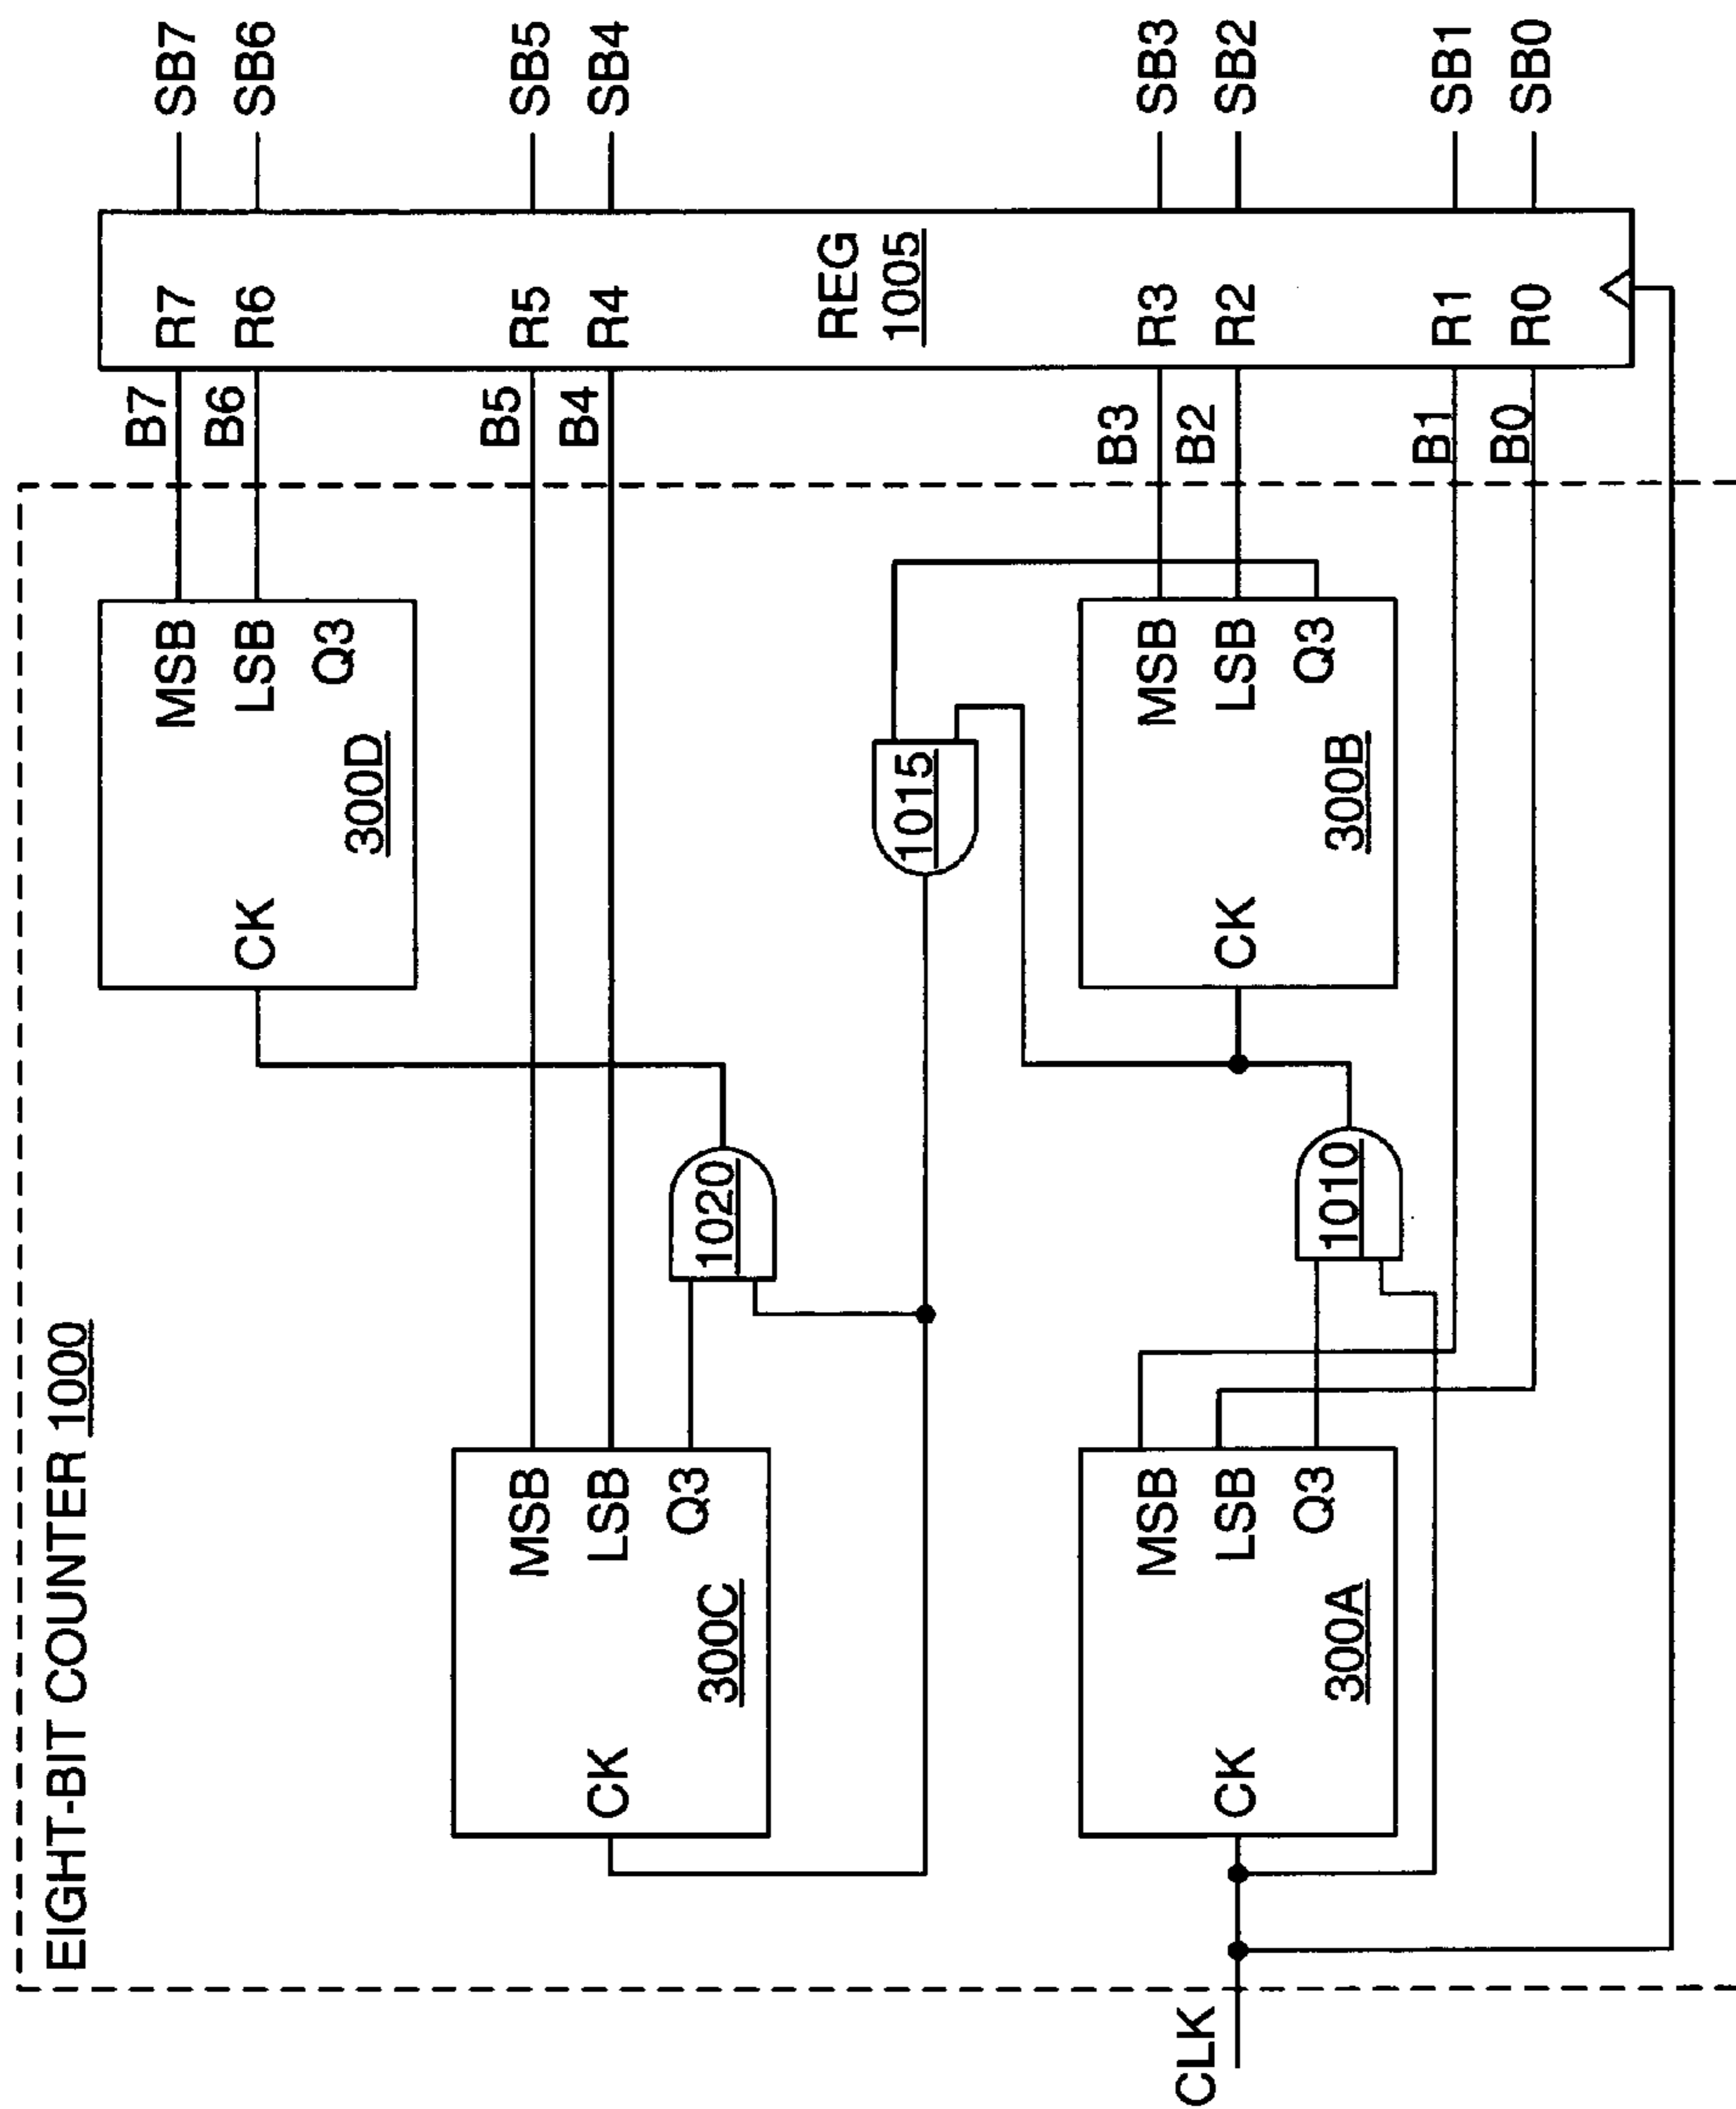 EIGHT-BIT COUNTER 1000
CLK
CK
300C
MSB
LSB
Q3
CK
300A
MSB
LSB
Q3
1020
1010
CK
300D
MSB
LSB
Q3
1015
CK
300B
MSB
LSB
Q3
B7
B6
B5
B4
B3
B2
B1
B0
R7
R6
R5
R4
REG
1005
R3
R2
R1
R0
SB7
SB6
SB5
SB4
SB3
SB2
SB1
SB0